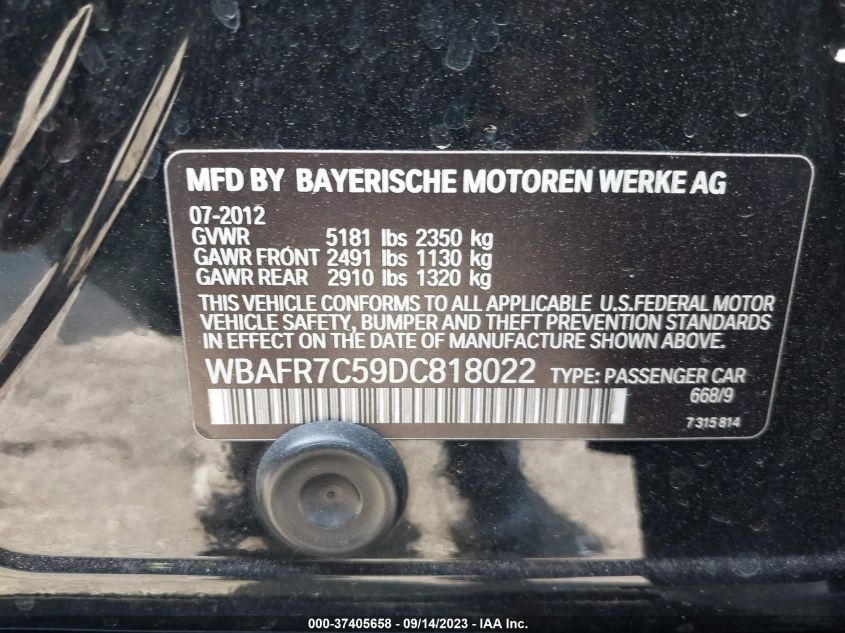 MFD BY BAYERISCHE MOTOREN WERKE AG
07-2012
GVWR 5181 lbs 2350 kg
GAWR FRONT 2491 lbs 1130 kg
GAWR REAR 2910 lbs 1320 kg
THIS VEHICLE CONFORMS TO ALL APPLICABLE U.S.FEDERAL MOTOR
VEHICLE SAFETY, BUMPER AND THEFT PREVENTION STANDARDS
IN EFFECT ON THE DATE OF MANUFACTURE SHOWN ABOVE.
WBAFR7C59DC818022 TYPE: PASSENGER CAR
668/9
7 315 814
000-37405658 - 09/14/2023 - IAA Inc.